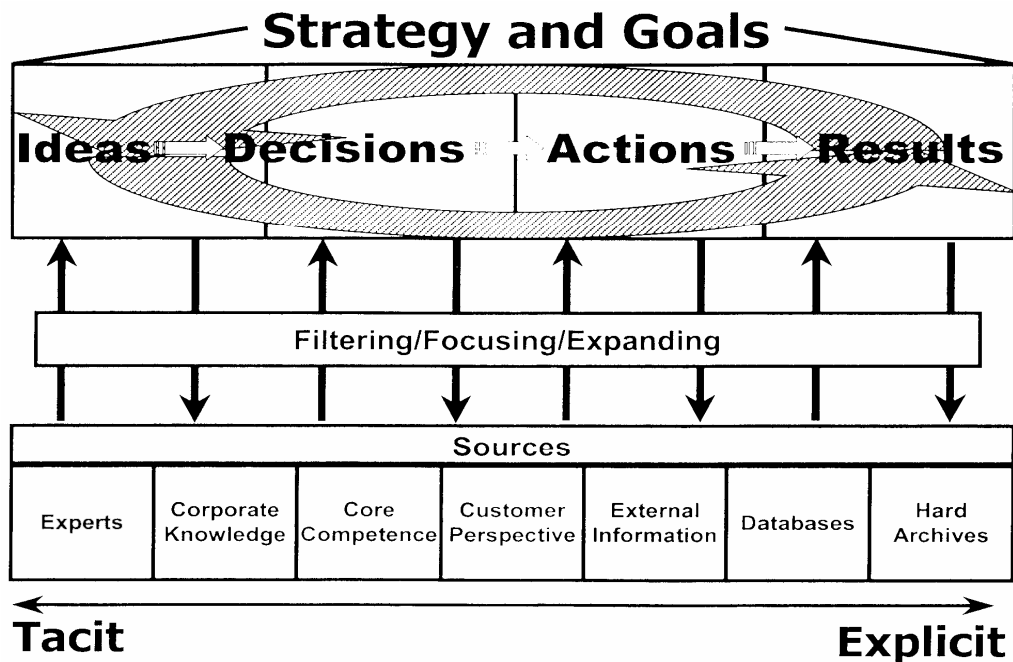 Strategy and Goals
Ideas Decisions Actions Results
Filtering/Focusing/Expanding
Sources
Experts
Corporate
Knowledge
Core
Competence
Customer
Perspective
External
Information
Databases
Hard
Archives
Tacit Explicit